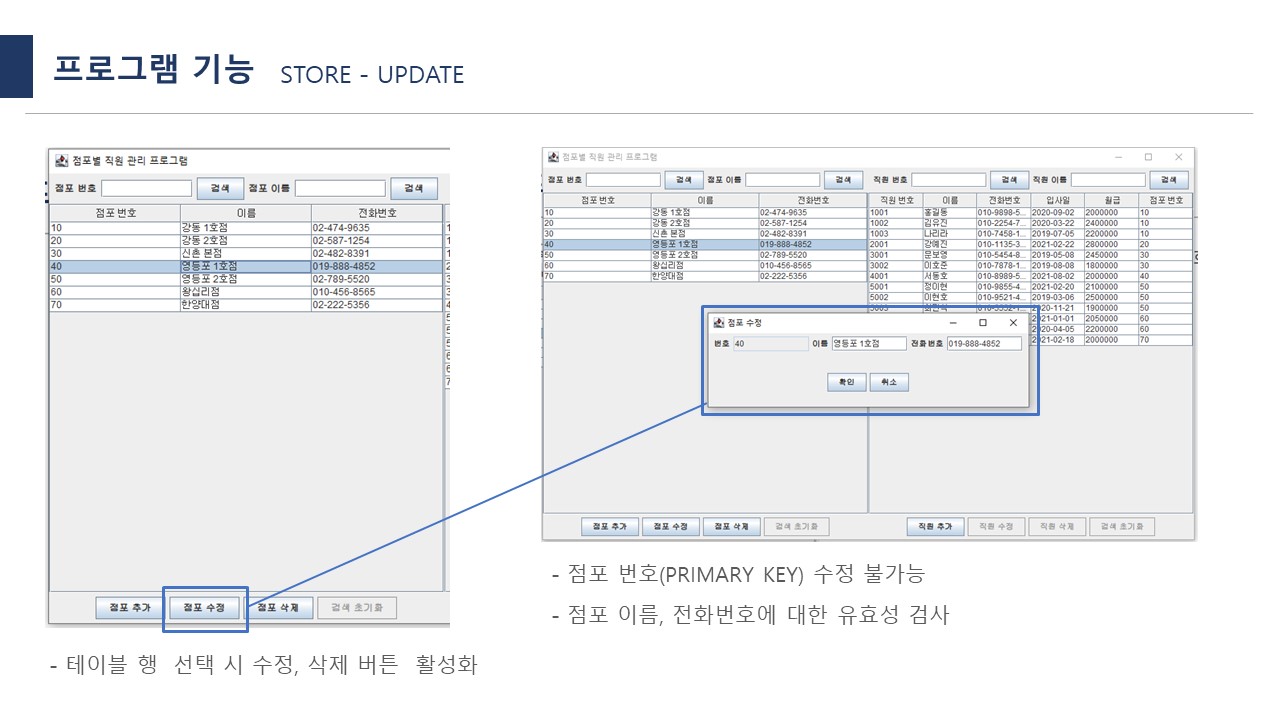 프로그램 기능 STORE - UPDATE
점포별 직원 관리 프로그램
점포 번호 검색 점포 이름 검색
점포 번호 이름 전화번호
10 강동 1호점 02-474-9635
20 강동 2호점 02-587-1254
30 신촌 본점 02-482-8391
40 영등포 1호점 019-888-4852
50 영등포 2호점 02-789-5520
60 왕십리점 010-456-8565
70 한양대점 02-222-5356
점포 추가 점포 수정 점포 삭제 검색 초기화
- 테이블 행 선택 시 수정, 삭제 버튼 활성화
점포별 직원 관리 프로그램
점포 번호 검색 점포 이름 검색 직원 번호 검색 직원 이름 검색
점포 번호 이름 전화번호 직원 번호 이름 전화번호 입사일 월급 점포 번호
10 강동 1호점 02-474-9635 1001 홍길동 010-9898-5... 2020-09-02 2000000 10
20 강동 2호점 02-587-1254 1002 김유진 010-2254-7... 2020-03-22 2400000 10
30 신촌 본점 02-482-8391 1003 나리라 010-7458-1... 2019-07-05 2200000 10
40 영등포 1호점 019-888-4852 2001 강예진 010-1135-3... 2021-02-22 2800000 20
50 영등포 2호점 02-789-5520 2002 문보영 010-5454-8... 2019-05-08 2450000 30
60 왕십리점 010-456-8565 3002 이호준 010-7878-1... 2019-08-08 1800000 30
70 한양대점 02-222-5356 4001 서동호 010-8989-5... 2021-08-02 2000000 40
5001 정이현 010-9855-4... 2021-02-20 2100000 50
5002 이현호 010-9521-4... 2019-03-06 2500000 50
2020-11-21 1900000 50
2021-01-01 2050000 60
2020-04-05 2200000 60
2021-02-18 2000000 70
점포 수정
번호 40 이름 영등포 1호점 전화번호 019-888-4852
확인 취소
점포 추가 점포 수정 점포 삭제 검색 초기화 직원 추가 직원 수정 직원 삭제 검색 초기화
- 점포 번호(PRIMARY KEY) 수정 불가능
- 점포 이름, 전화번호에 대한 유효성 검사